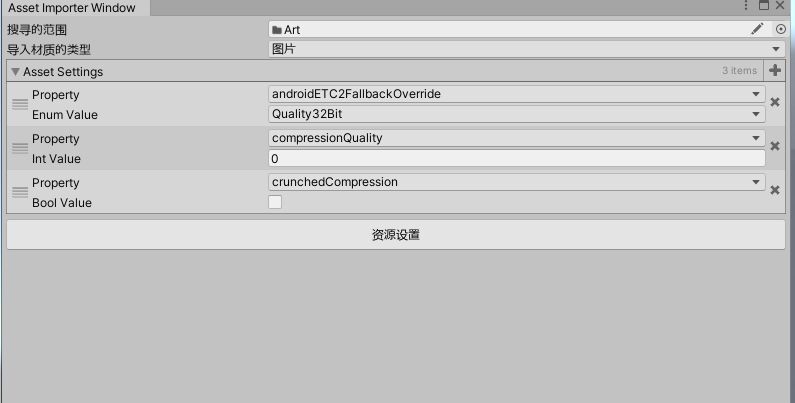 Asset Importer Window
搜寻的范围 Art
导入材质的类型 图片
Asset Settings 3 items
Property androidETC2FallbackOverride
Enum Value Quality32Bit
Property compressionQuality
Int Value 0
Property crunchedCompression
Bool Value
资源设置